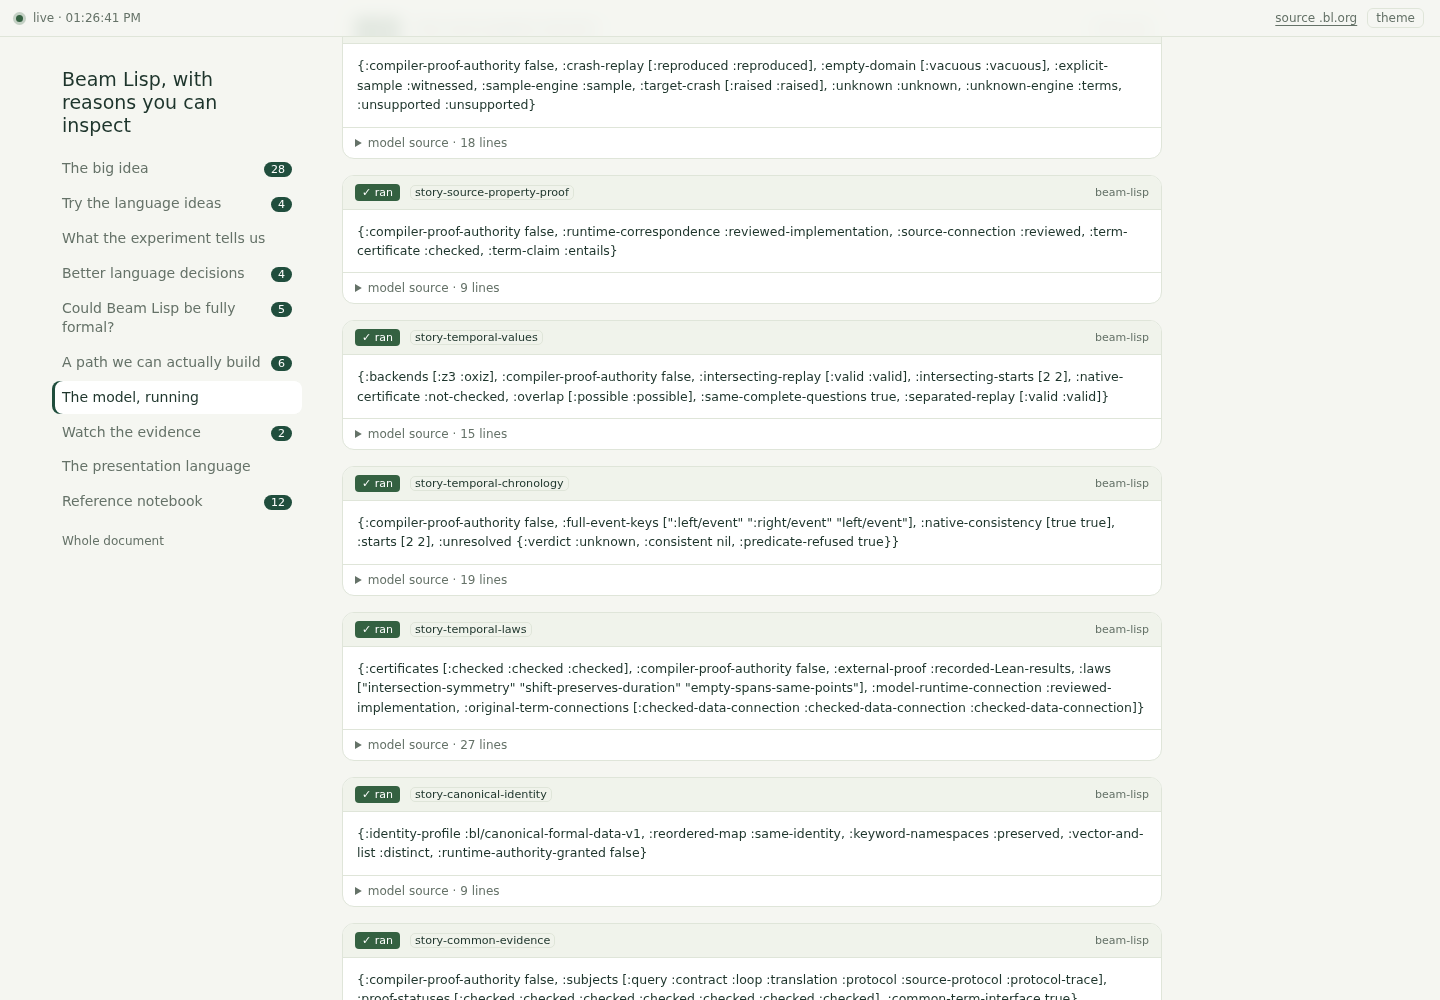 live · 01:26:41 PM
source .bl.org
theme
Beam Lisp, with
reasons you can
inspect
The big idea 28
Try the language ideas 4
What the experiment tells us
Better language decisions 4
Could Beam Lisp be fully 5
formal?
A path we can actually build 6
The model, running
Watch the evidence 2
The presentation language
Reference notebook 12
Whole document
{:compiler-proof-authority false, :crash-replay [:reproduced :reproduced], :empty-domain [:vacuous :vacuous], :explicit-
sample :witnessed, :sample-engine :sample, :target-crash [:raised :raised], :unknown :unknown, :unknown-engine :terms,
:unsupported :unsupported}
▶ model source · 18 lines
✓ ran story-source-property-proof beam-lisp
{:compiler-proof-authority false, :runtime-correspondence :reviewed-implementation, :source-connection :reviewed, :term-
certificate :checked, :term-claim :entails}
▶ model source · 9 lines
✓ ran story-temporal-values beam-lisp
{:backends [:z3 :oxiz], :compiler-proof-authority false, :intersecting-replay [:valid :valid], :intersecting-starts [2 2], :native-
certificate :not-checked, :overlap [:possible :possible], :same-complete-questions true, :separated-replay [:valid :valid]}
▶ model source · 15 lines
✓ ran story-temporal-chronology beam-lisp
{:compiler-proof-authority false, :full-event-keys [":left/event" ":right/event" "left/event"], :native-consistency [true true],
:starts [2 2], :unresolved {:verdict :unknown, :consistent nil, :predicate-refused true}}
▶ model source · 19 lines
✓ ran story-temporal-laws beam-lisp
{:certificates [:checked :checked :checked], :compiler-proof-authority false, :external-proof :recorded-Lean-results, :laws
["intersection-symmetry" "shift-preserves-duration" "empty-spans-same-points"], :model-runtime-connection :reviewed-
implementation, :original-term-connections [:checked-data-connection :checked-data-connection :checked-data-connection]}
▶ model source · 27 lines
✓ ran story-canonical-identity beam-lisp
{:identity-profile :bl/canonical-formal-data-v1, :reordered-map :same-identity, :keyword-namespaces :preserved, :vector-and-
list :distinct, :runtime-authority-granted false}
▶ model source · 9 lines
✓ ran story-common-evidence beam-lisp
{:compiler-proof-authority false, :subjects [:query :contract :loop :translation :protocol :source-protocol :protocol-trace],
:proof-statuses [:checked :checked :checked :checked :checked :checked :checked], :common-term-interface true}